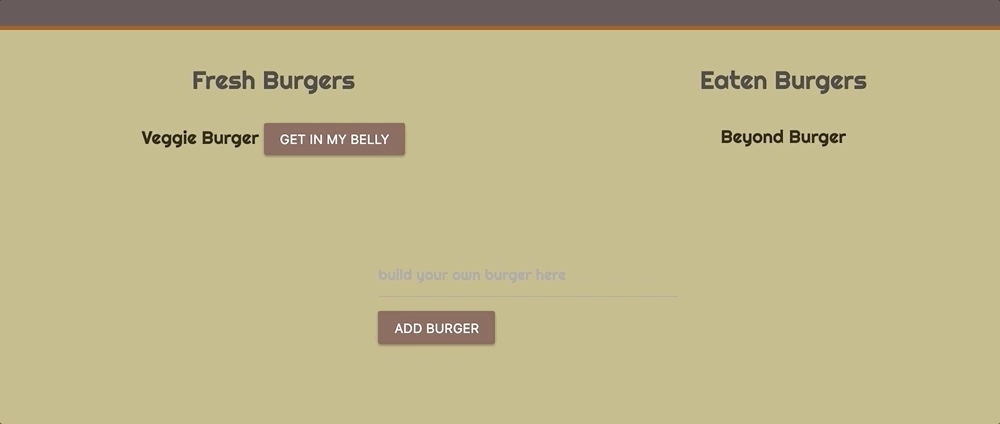 Fresh Burgers
Eaten Burgers
Veggie Burger GET IN MY BELLY
Beyond Burger
build your own burger here
ADD BURGER